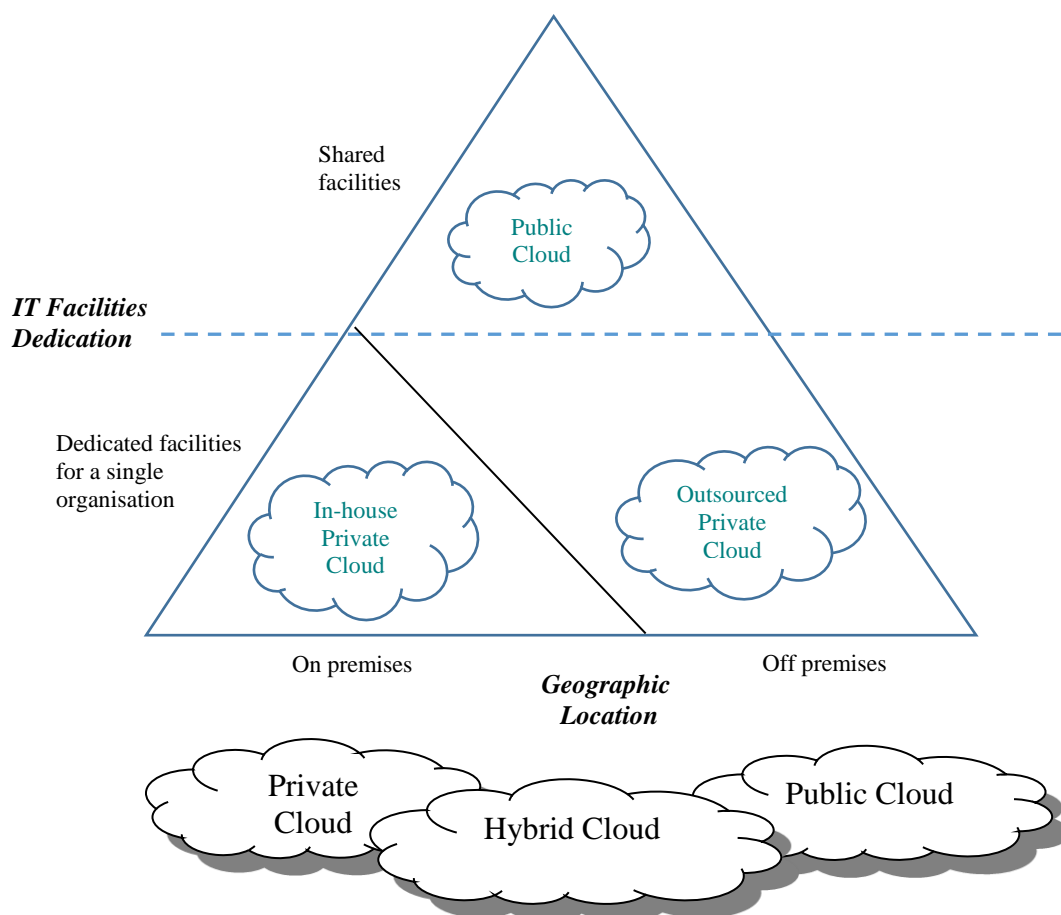 Shared
facilities
Public
Cloud
IT Facilities
Dedication
Dedicated facilities
for a single
organisation
In-house
Private
Cloud
Outsourced
Private
Cloud
On premises
Off premises
Geographic
Location
Private
Cloud
Hybrid Cloud
Public Cloud